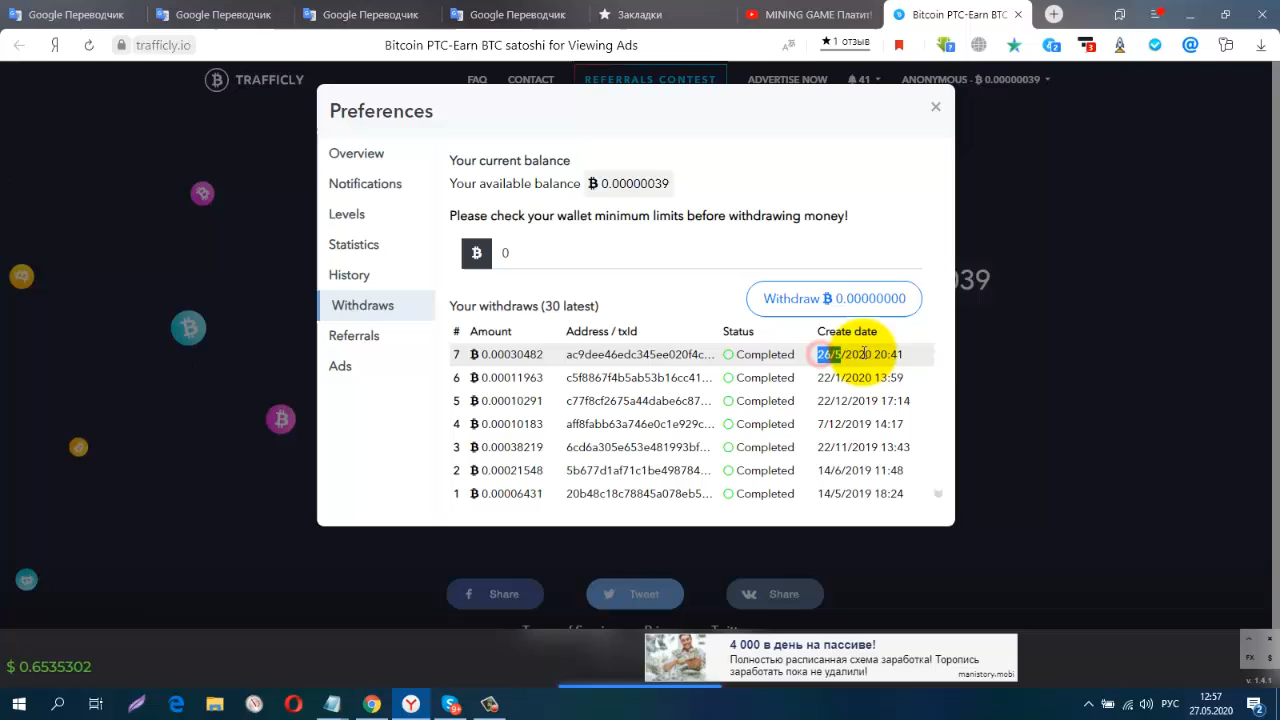 Google Переводчик
Google Переводчик
Google Переводчик
Google Переводчик
Закладки
MINING GAME Платит!
Bitcoin PTC-Earn BTC
Я
trafficly.io
Bitcoin PTC-Earn BTC satoshi for Viewing Ads
★ 1 отзыв
TRAFFICLY
FAQ
CONTACT
REFERRALS CONTEST
ADVERTISE NOW
41
ANONYMOUS - ₿ 0.00000039
Preferences
Overview
Notifications
Levels
Statistics
History
Withdraws
Referrals
Ads
Your current balance
Your available balance ₿ 0.00000039
Please check your wallet minimum limits before withdrawing money!
₿ 0
Withdraw ₿ 0.00000000
Your withdraws (30 latest)
# Amount Address / txId Status Create date
7 ₿ 0.00030482 ac9dee46edc345ee020f4c... Completed 26/5/2020 20:41
6 ₿ 0.00011963 c5f8867f4b5ab53b16cc41... Completed 22/1/2020 13:59
5 ₿ 0.00010291 c77f8cf2675a44dabe6c87... Completed 22/12/2019 17:14
4 ₿ 0.00010183 aff8fabb63a746e0c1e929c... Completed 7/12/2019 14:17
3 ₿ 0.00038219 6cd6a305e653e481993bf... Completed 22/11/2019 13:43
2 ₿ 0.00021548 5b677d1af71c1be498784... Completed 14/6/2019 11:48
1 ₿ 0.00006431 20b48c18c78845a078eb5... Completed 14/5/2019 18:24
039
Share
Tweet
Share
4 000 в день на пассиве!
Полностью расписанная схема заработка! Торопись
заработать пока не удалили!
manistory.mobi
$ 0.6535302
FX $
v. 1.4.1
РУС
12:57
27.05.2020